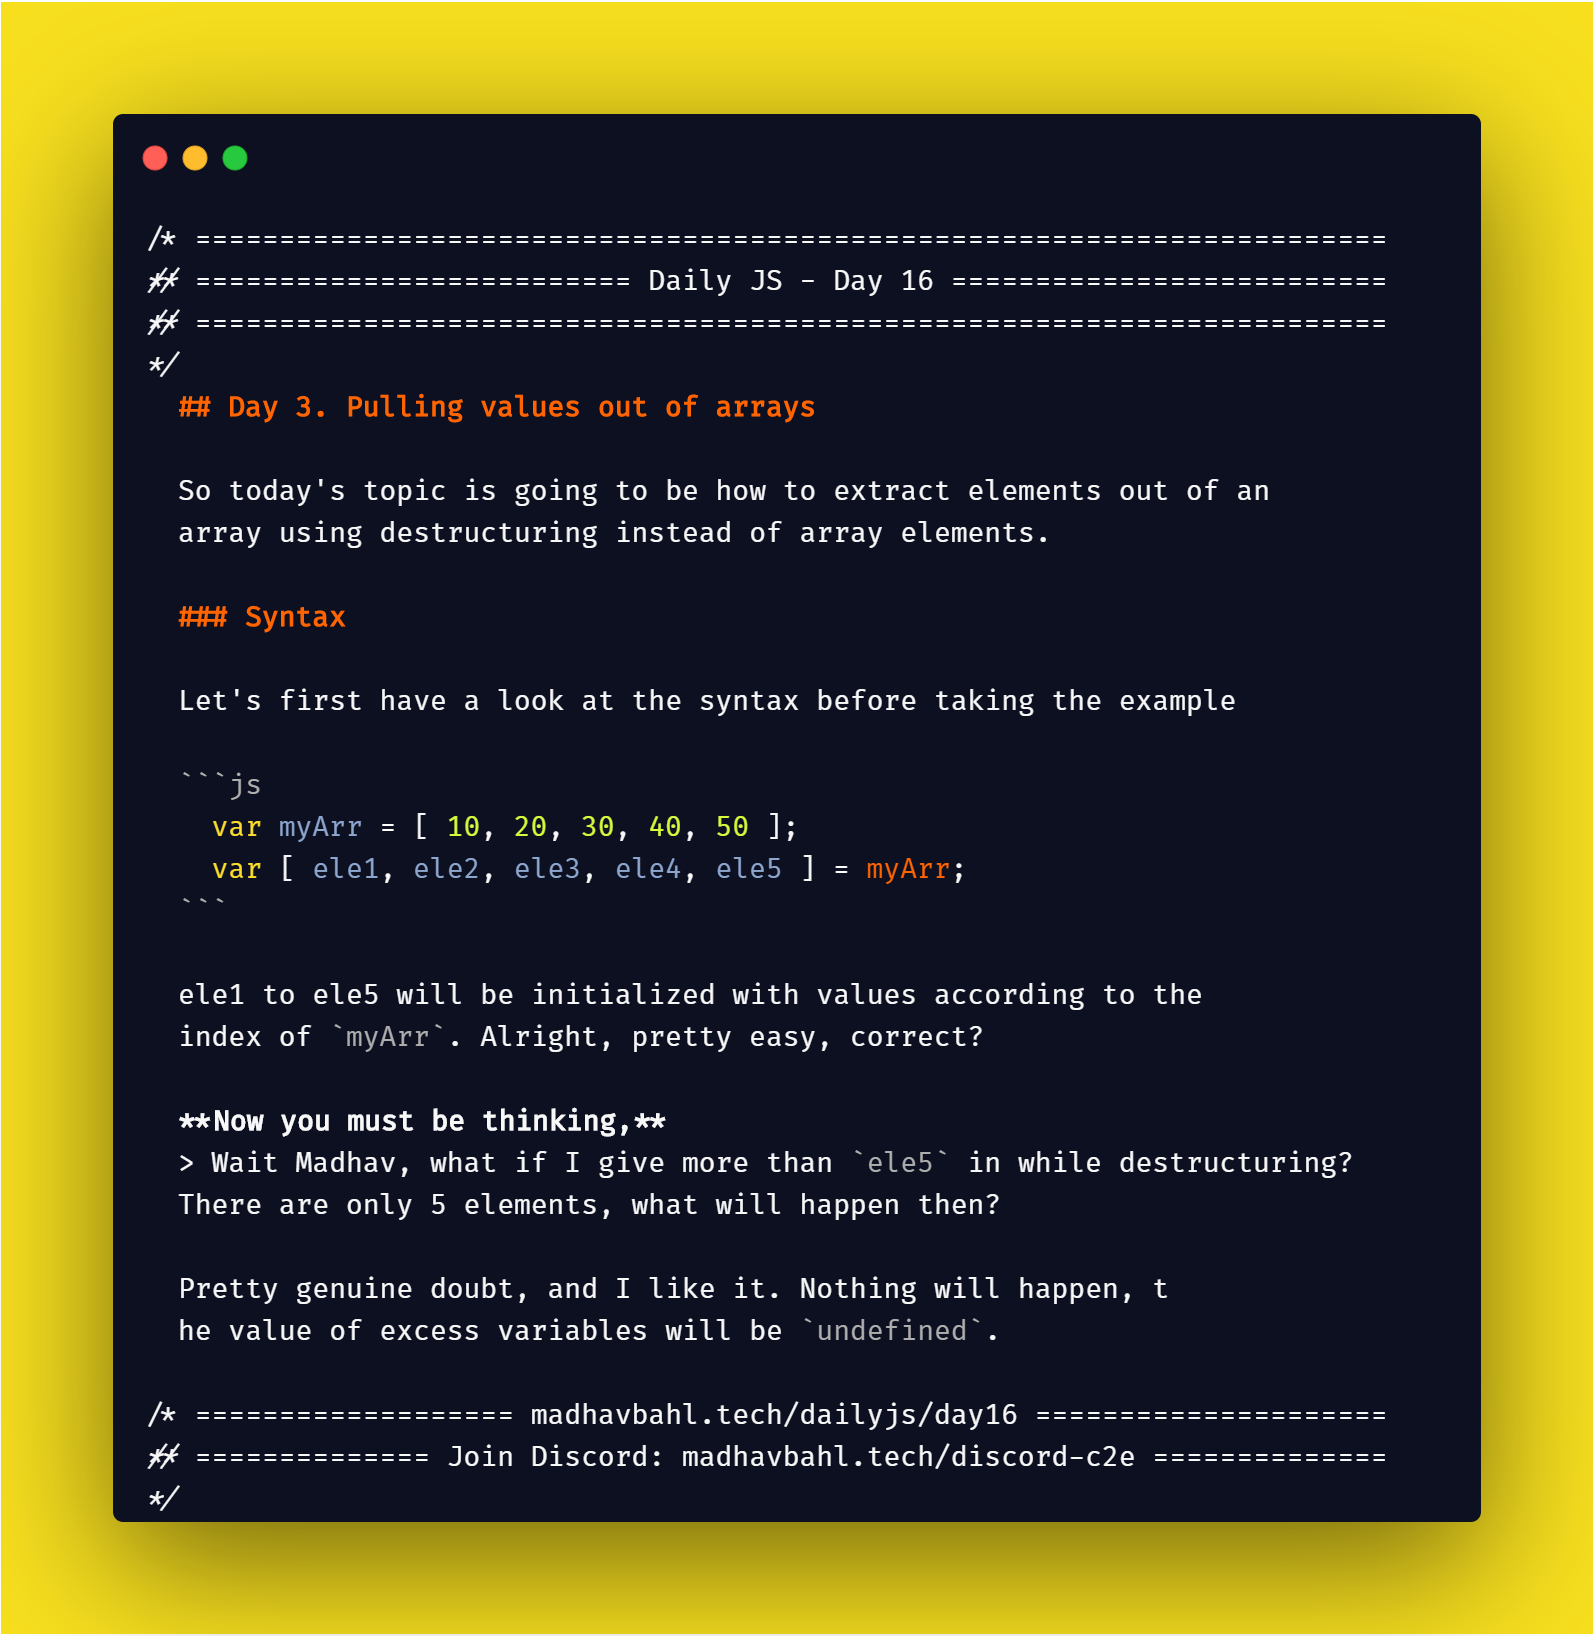 /* =======================================================================
*/* ========================== Daily JS - Day 16 ==========================
*/* =======================================================================
*/
## Day 3. Pulling values out of arrays
So today's topic is going to be how to extract elements out of an
array using destructuring instead of array elements.
### Syntax
Let's first have a look at the syntax before taking the example
```js
var myArr = [ 10, 20, 30, 40, 50 ];
var [ ele1, ele2, ele3, ele4, ele5 ] = myArr;
```
ele1 to ele5 will be initialized with values according to the
index of `myArr`. Alright, pretty easy, correct?
**Now you must be thinking,**
> Wait Madhav, what if I give more than `ele5` in while destructuring?
There are only 5 elements, what will happen then?
Pretty genuine doubt, and I like it. Nothing will happen, t
he value of excess variables will be `undefined`.
/* =================== madhavbahl.tech/dailyjs/day16 =====================
*/* ============== Join Discord: madhavbahl.tech/discord-c2e ==============
*/